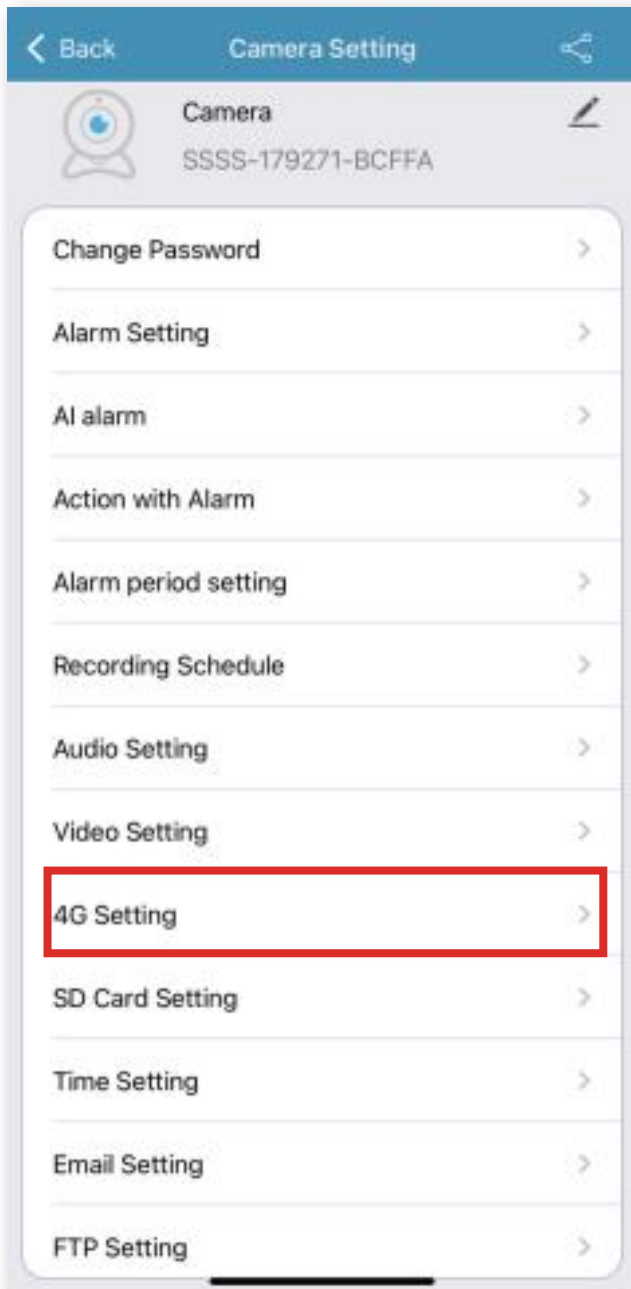 Back
Camera Setting
Camera
SSSS-179271-BCFFA
Change Password
Alarm Setting
AI alarm
Action with Alarm
Alarm period setting
Recording Schedule
Audio Setting
Video Setting
4G Setting
SD Card Setting
Time Setting
Email Setting
FTP Setting